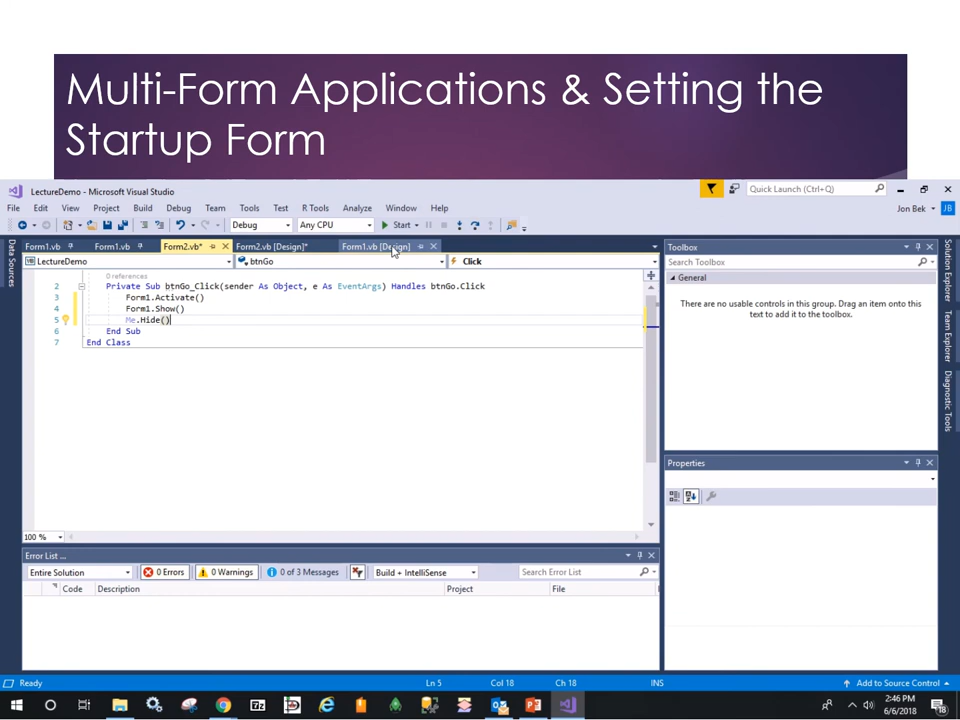 Multi-Form Applications & Setting the
Startup Form
LectureDemo - Microsoft Visual Studio
Quick Launch (Ctrl+Q)
File Edit View Project Build Debug Team Tools Test R Tools Analyze Window Help
Jon Bek JB
Debug Any CPU Start
Data Sources
Form1.vb Form1.vb Form2.vb* Form2.vb [Design]* Form1.vb [Design]
LectureDemo btnGo Click
0 references
2 Private Sub btnGo_Click(sender As Object, e As EventArgs) Handles btnGo.Click
3 Form1.Activate()
4 Form1.Show()
5 Me.Hide()
6 End Sub
7 End Class
100 %
Toolbox
Search Toolbox
General
There are no usable controls in this group. Drag an item onto this
text to add it to the toolbox.
Solution Explorer
Team Explorer
Diagnostic Tools
Properties
Error List ...
Entire Solution 0 Errors 0 Warnings 0 of 3 Messages Build + IntelliSense Search Error List
Code Description Project File
Ready Ln 5 Col 18 Ch 18 INS Add to Source Control
2:46 PM
6/6/2018
18